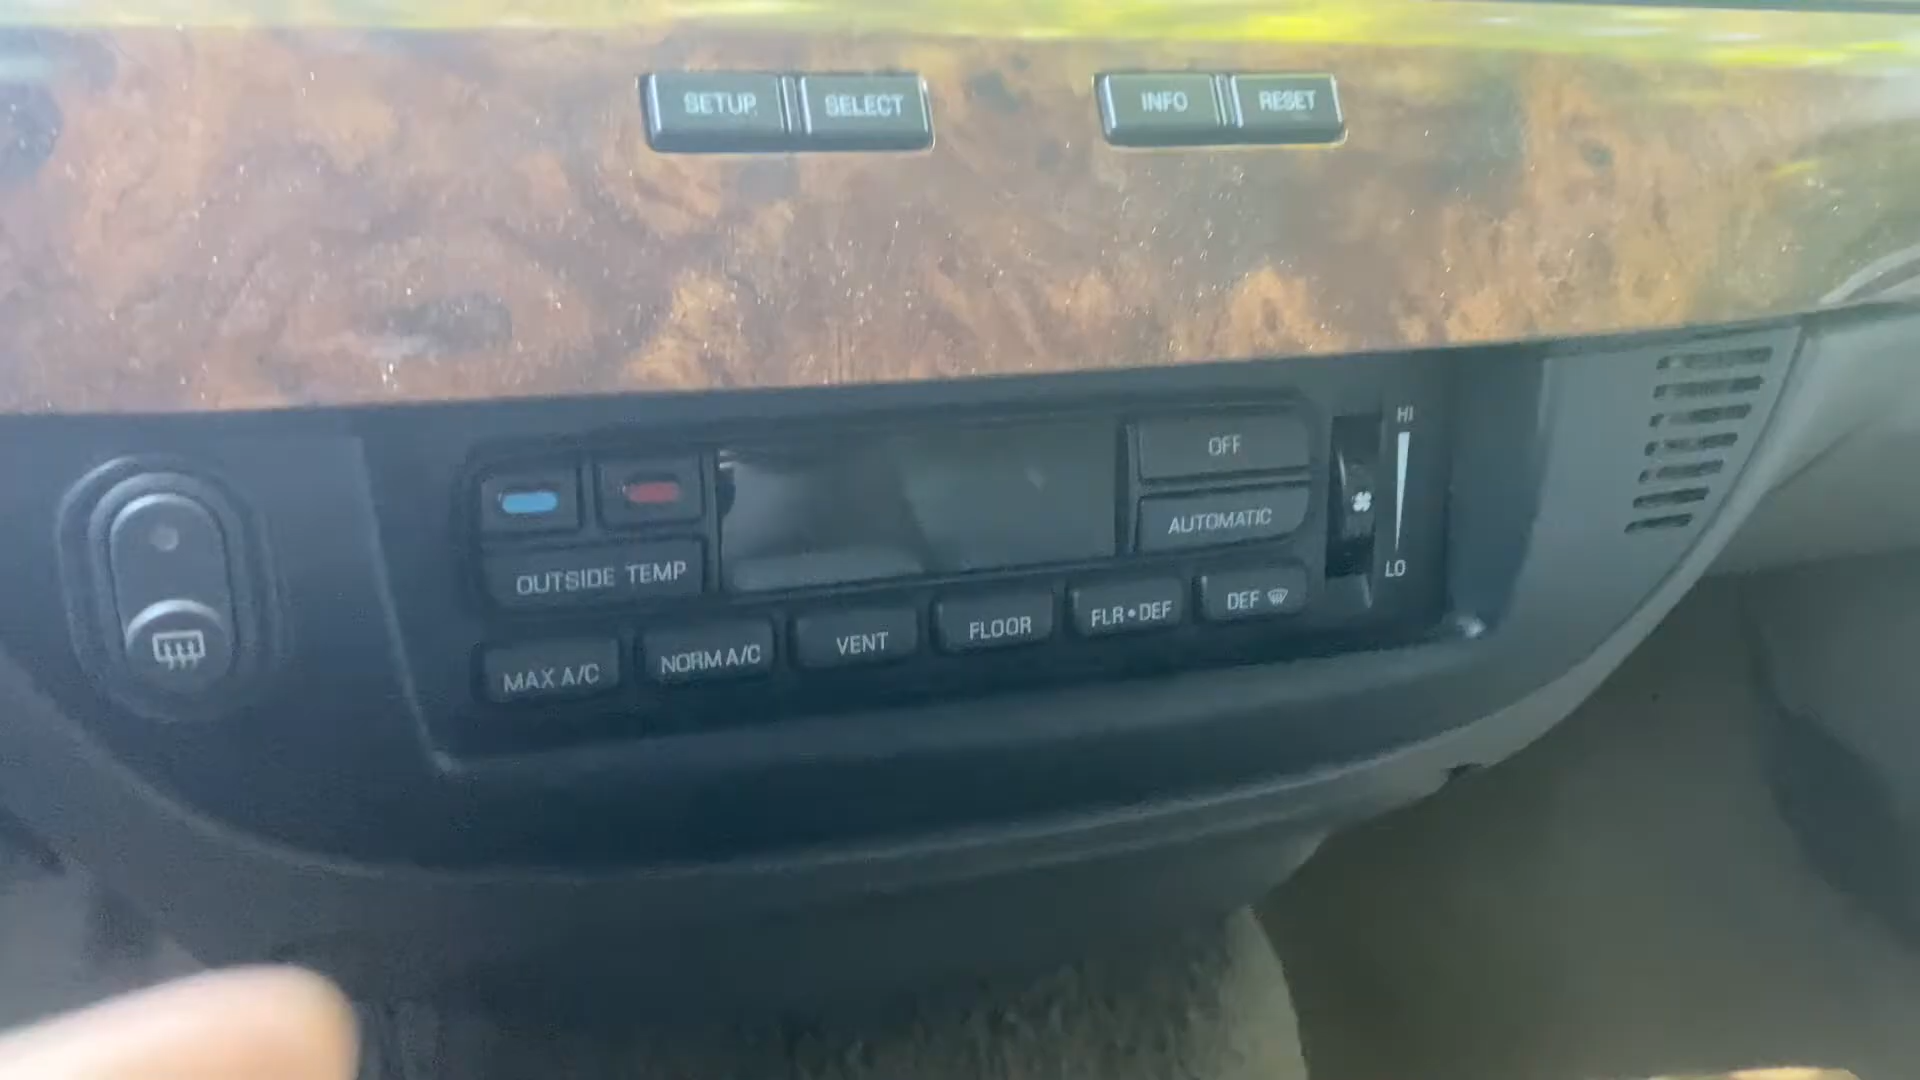 SETUP SELECT INFO RESET
HI
OFF
AUTOMATIC
OUTSIDE TEMP
LO
MAX A/C NORM A/C VENT FLOOR FLR•DEF DEF